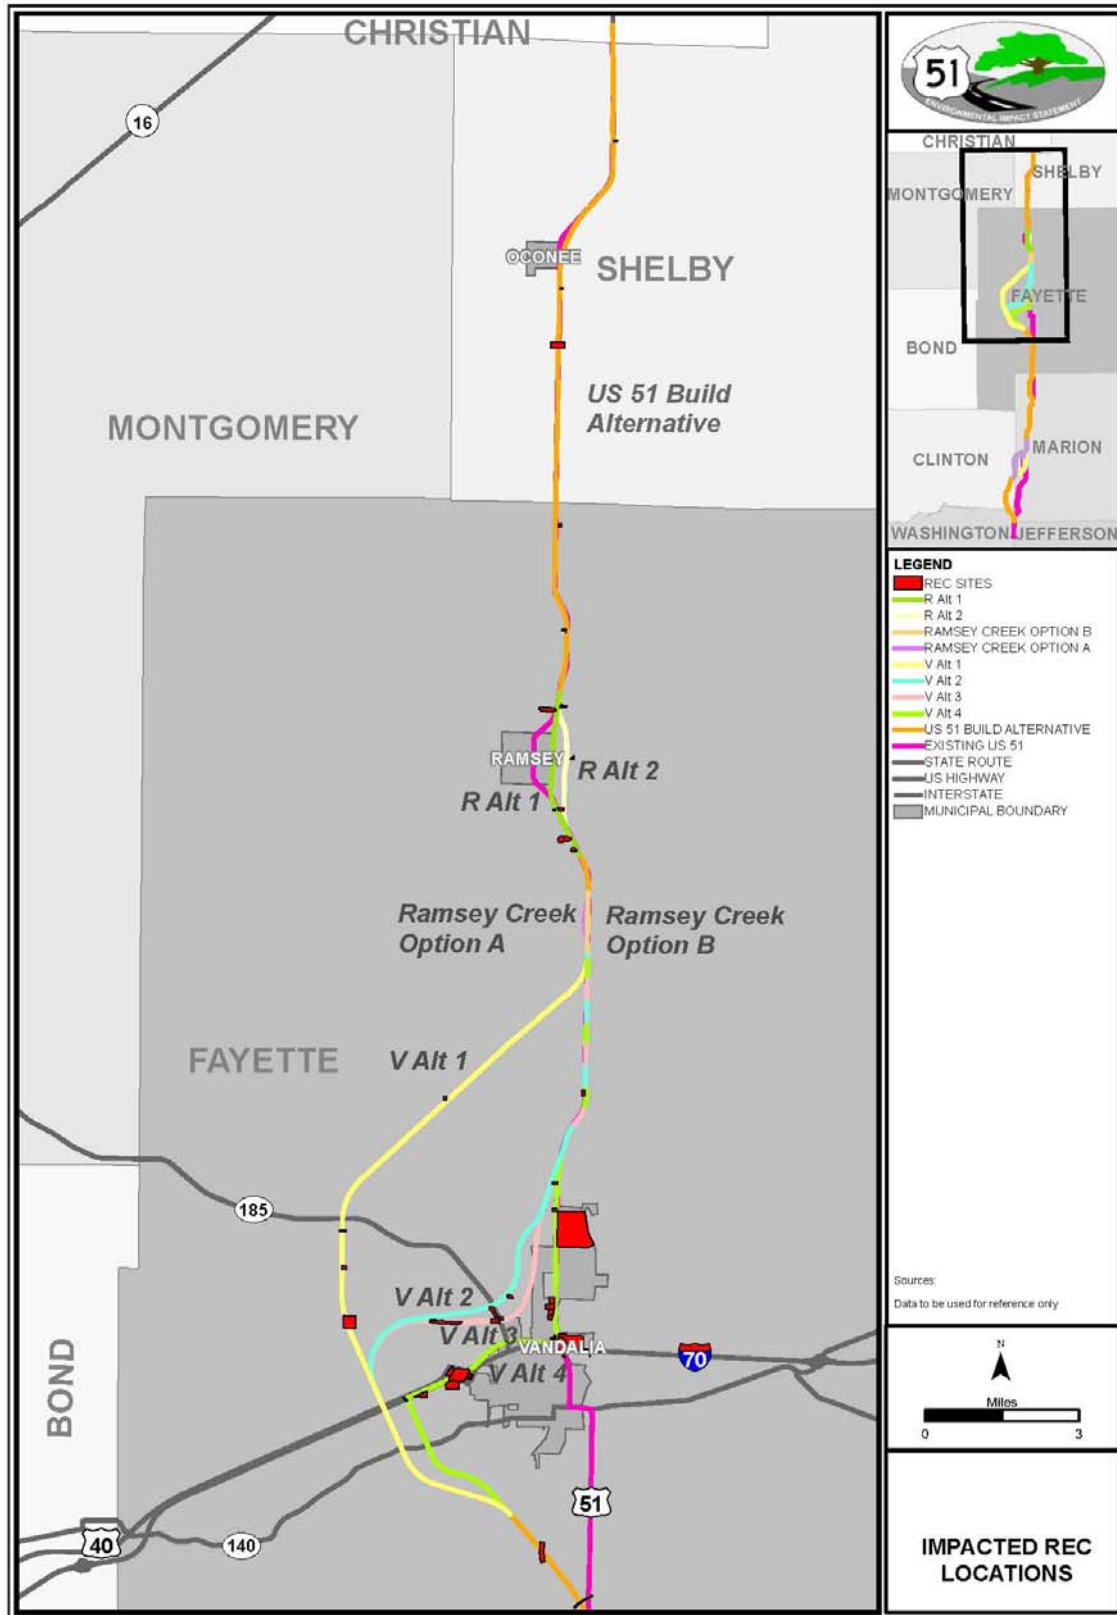 CHRISTIAN
16
OCONEE
SHELBY
US 51 Build
Alternative
MONTGOMERY
RAMSEY
R Alt 2
R Alt 1
Ramsey Creek
Option A
Ramsey Creek
Option B
V Alt 1
FAYETTE
185
V Alt 2
V Alt 3
VANDALIA
V Alt 4
70
BOND
51
40
140
51
ENVIRONMENTAL IMPACT STATEMENT
CHRISTIAN
SHELBY
MONTGOMERY
FAYETTE
BOND
MARION
CLINTON
WASHINGTON
JEFFERSON
LEGEND
REC SITES
R Alt 1
R Alt 2
RAMSEY CREEK OPTION B
RAMSEY CREEK OPTION A
V Alt 1
V Alt 2
V Alt 3
V Alt 4
US 51 BUILD ALTERNATIVE
EXISTING US 51
STATE ROUTE
US HIGHWAY
INTERSTATE
MUNICIPAL BOUNDARY
Sources:
Data to be used for reference only
N
Miles
0 3
IMPACTED REC
LOCATIONS